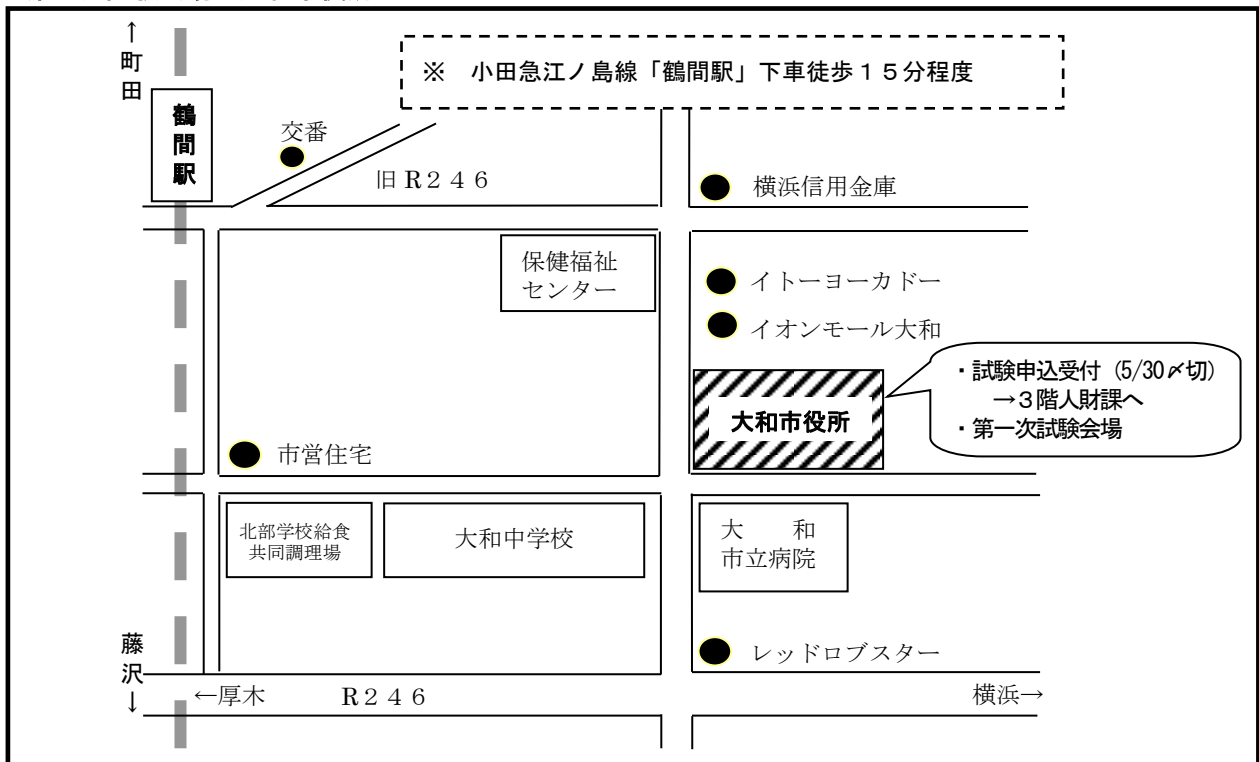 ↑
町
田
※ 小田急江ノ島線「鶴間駅」下車徒歩15分程度
鶴
間
駅
交番
旧R246
横浜信用金庫
保健福祉
センター
イトーヨーカドー
イオンモール大和
・試験申込受付(5/30〆切)
→3階人財課へ
・第一次試験会場
大和市役所
市営住宅
北部学校給食
共同調理場
大和中学校
大 和
市立病院
藤
沢
↓
レッドロブスター
←厚木 R246
横浜→